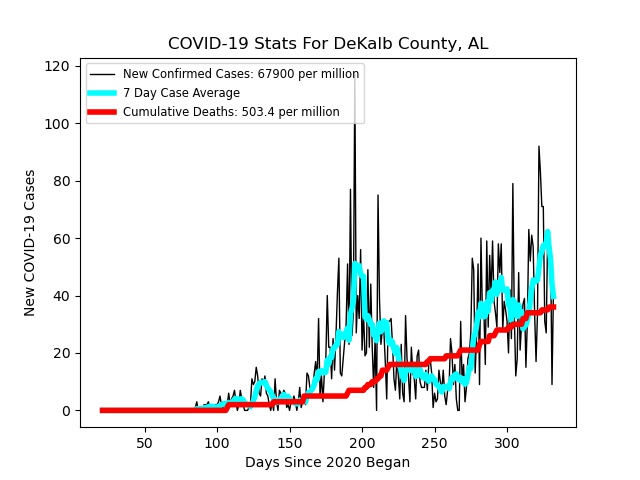 COVID-19 Stats For DeKalb County, AL
New Confirmed Cases: 67900 per million
7 Day Case Average
Cumulative Deaths: 503.4 per million
New COVID-19 Cases
120
100
80
60
40
20
0
50 100 150 200 250 300
Days Since 2020 Began